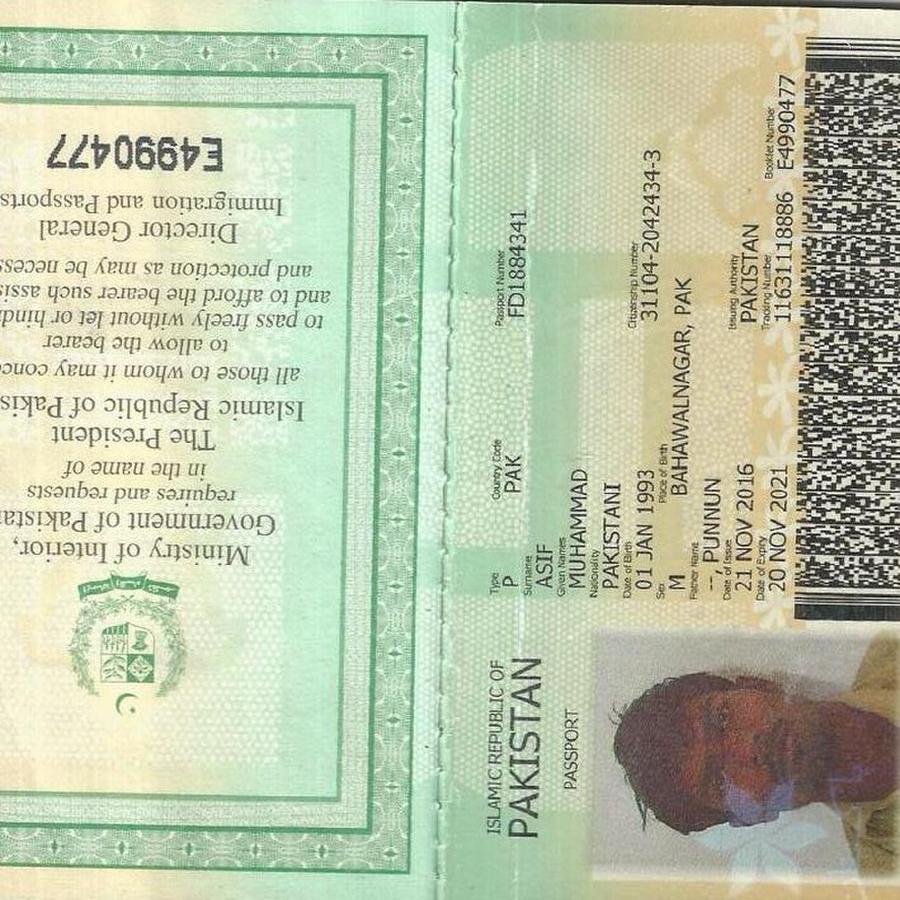 Ministry of Interior,
Government of Pakistan
requires and requests
in the name of
The President
Islamic Republic of Pakis
all those to whom it may conce
to allow the bearer
to pass freely without let or hind
and to afford the bearer such assis
and protection as may be necess
Director General
Immigration and Passports
E4990477
ISLAMIC REPUBLIC OF
PAKISTAN
PASSPORT
Type Country Code Passport Number
P PAK FD1884341
Surname
ASIF
Given Names
MUHAMMAD
Nationality
PAKISTANI
Date of Birth Citizenship Number
01 JAN 1993 31104-2042434-3
Sex Place of Birth
M BAHAWALNAGAR, PAK
Father Name
--, PUNNUN
Date of Issue Issuing Authority
21 NOV 2016 PAKISTAN
Date of Expiry Tracking Number Booklet Number
20 NOV 2021 11631118886 E4990477